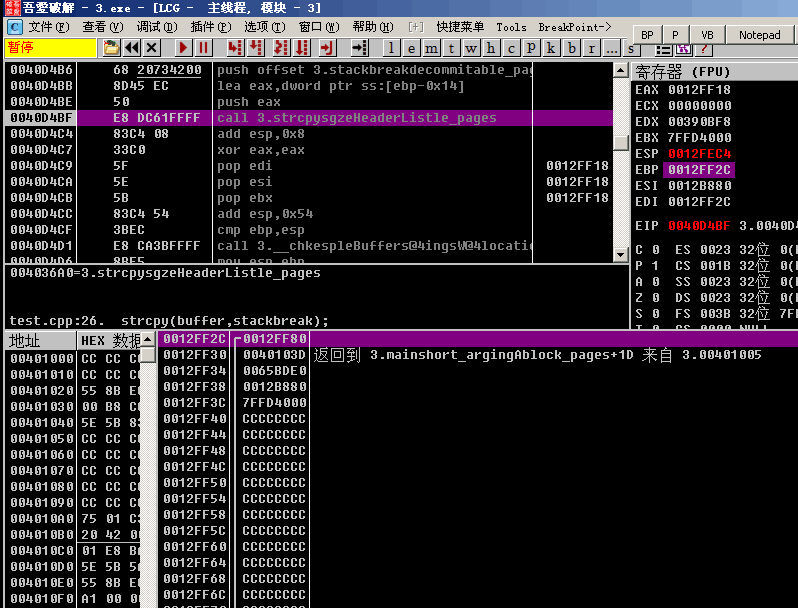 吾爱破解 - 3.exe - [LCG - 主线程, 模块 - 3]
C 文件(F) 查看(V) 调试(D) 插件(P) 选项(T) 窗口(W) 帮助(H) [+] 快捷菜单 Tools BreakPoint->
BP P VB Notepad
暂停 l e m t w h c p k b r ... s ?
0040D4B6 68 20734200 push offset 3.stackbreakdecommitable_pa
0040D4BB 8D45 EC lea eax,dword ptr ss:[ebp-0x14]
0040D4BE 50 push eax
0040D4BF E8 DC61FFFF call 3.strcpysgzeHeaderListle_pages
0040D4C4 83C4 08 add esp,0x8
0040D4C7 33C0 xor eax,eax
0040D4C9 5F pop edi 0012FF18
0040D4CA 5E pop esi 0012FF18
0040D4CB 5B pop ebx 0012FF18
0040D4CC 83C4 54 add esp,0x54
0040D4CF 3BEC cmp ebp,esp
0040D4D1 E8 CA3BFFFF call 3.__chkespleBuffers@4ingsW@4locatio
寄存器 (FPU)
EAX 0012FF18
ECX 00000000
EDX 00390BF8
EBX 7FFD4000
ESP 0012FEC4
EBP 0012FF2C
ESI 0012B880
EDI 0012FF2C
EIP 0040D4BF 3.0040D4
C 0 ES 0023 32位 0(
P 1 CS 001B 32位 0(
A 0 SS 0023 32位 0(
Z 0 DS 0023 32位 0(
S 0 FS 003B 32位 7FF
004036A0=3.strcpysgzeHeaderListle_pages
test.cpp:26. strcpy(buffer,stackbreak);
地址 HEX 数据
00401000 CC CC C
00401010 CC CC C
00401020 55 8B E
00401030 00 B8 C
00401040 5E 5B 8
00401050 CC CC C
00401060 CC CC C
00401070 CC CC C
00401080 CC CC C
00401090 CC CC C
004010A0 75 01 C
004010B0 20 42 0
004010C0 01 E8 B
004010D0 5E 5B 5
004010E0 55 8B E
004010F0 A1 00 0
0012FF2C 0012FF80
0012FF30 0040103D 返回到 3.mainshort_argingAblock_pages+1D 来自 3.00401005
0012FF34 0065BDE0
0012FF38 0012B880
0012FF3C 7FFD4000
0012FF40 CCCCCCCC
0012FF44 CCCCCCCC
0012FF48 CCCCCCCC
0012FF4C CCCCCCCC
0012FF50 CCCCCCCC
0012FF54 CCCCCCCC
0012FF58 CCCCCCCC
0012FF5C CCCCCCCC
0012FF60 CCCCCCCC
0012FF64 CCCCCCCC
0012FF68 CCCCCCCC
0012FF6C CCCCCCCC